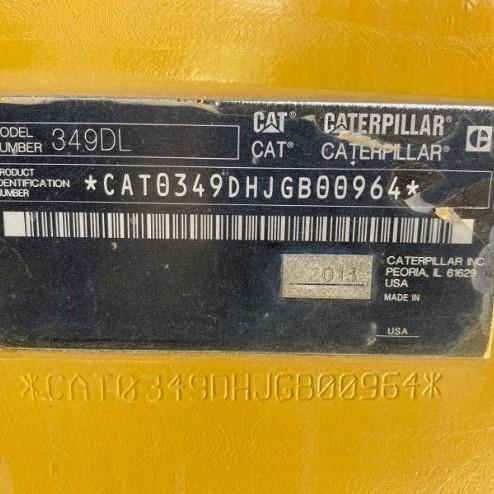 MODEL NUMBER 349DL
CAT CATERPILLAR C
CAT® CATERPILLAR®
PRODUCT IDENTIFICATION NUMBER *CAT0349DHJGB00964*
2013
CATERPILLAR INC.
PEORIA, IL 61629
USA
MADE IN
USA
*CAT0349DHJGB00964*